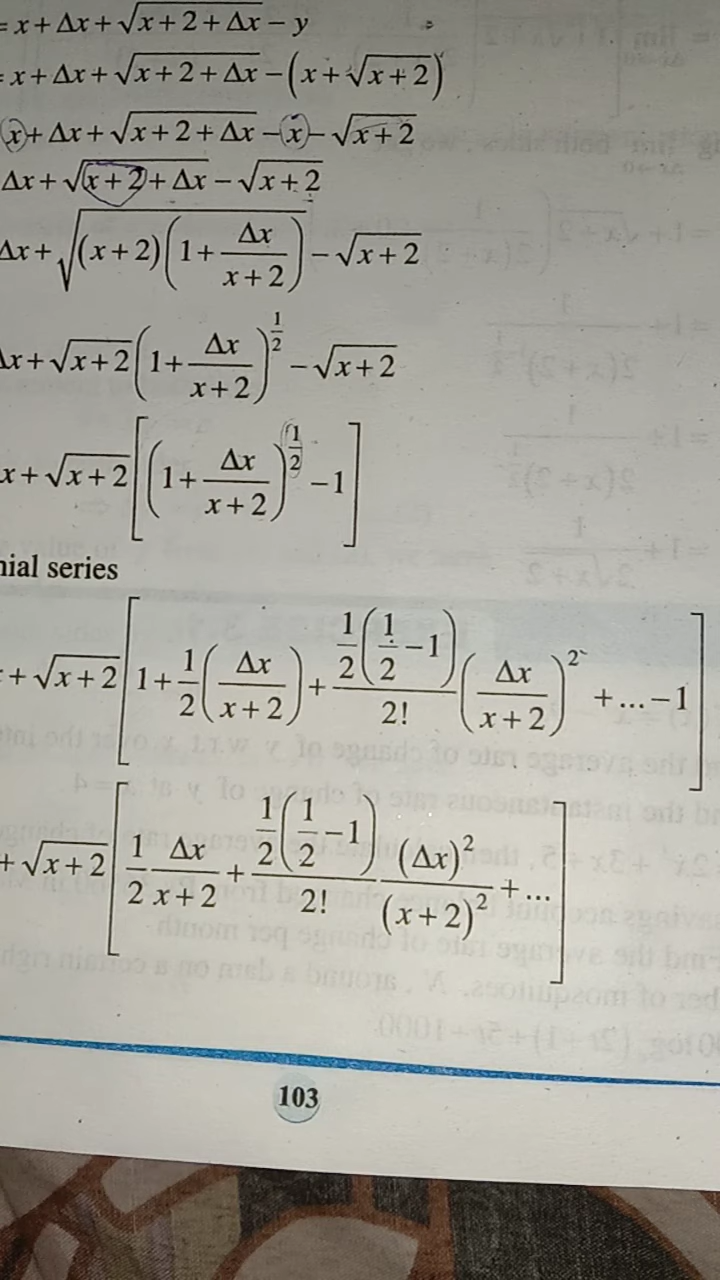 = x + Δx + √(x + 2 + Δx) − y
= x + Δx + √(x + 2 + Δx) − (x + √(x + 2))
x + Δx + √(x + 2 + Δx) − x − √(x + 2)
Δx + √(x + 2 + Δx) − √(x + 2)
Δx + √((x + 2)(1 + Δx/(x + 2))) − √(x + 2)
Δx + √(x + 2)(1 + Δx/(x + 2))^(1/2) − √(x + 2)
x + √(x + 2)[(1 + Δx/(x + 2))^(1/2) − 1]
nial series
+ √(x + 2)[1 + 1/2(Δx/(x + 2)) + (1/2(1/2 − 1))/2! (Δx/(x + 2))^2 + ... − 1]
+ √(x + 2)[1/2 Δx/(x + 2) + (1/2(1/2 − 1))/2! · (Δx)^2/(x + 2)^2 + ...]
103